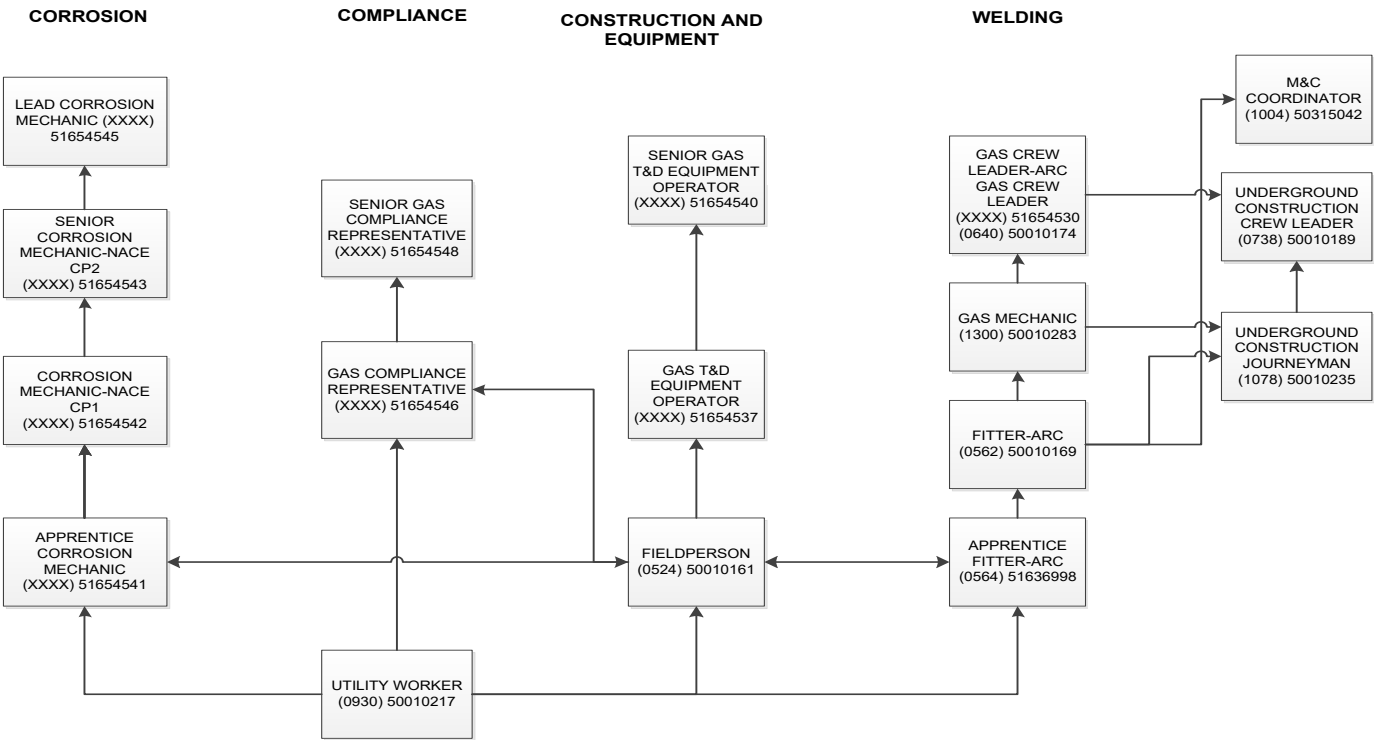 CORROSION
COMPLIANCE
CONSTRUCTION AND
EQUIPMENT
WELDING
LEAD CORROSION
MECHANIC (XXXX)
51654545
SENIOR
CORROSION
MECHANIC-NACE
CP2
(XXXX) 51654543
CORROSION
MECHANIC-NACE
CP1
(XXXX) 51654542
APPRENTICE
CORROSION
MECHANIC
(XXXX) 51654541
SENIOR GAS
COMPLIANCE
REPRESENTATIVE
(XXXX) 51654548
GAS COMPLIANCE
REPRESENTATIVE
(XXXX) 51654546
UTILITY WORKER
(0930) 50010217
SENIOR GAS
T&D EQUIPMENT
OPERATOR
(XXXX) 51654540
GAS T&D
EQUIPMENT
OPERATOR
(XXXX) 51654537
FIELDPERSON
(0524) 50010161
GAS CREW
LEADER-ARC
GAS CREW
LEADER
(XXXX) 51654530
(0640) 50010174
GAS MECHANIC
(1300) 50010283
FITTER-ARC
(0562) 50010169
APPRENTICE
FITTER-ARC
(0564) 51636998
M&C
COORDINATOR
(1004) 50315042
UNDERGROUND
CONSTRUCTION
CREW LEADER
(0738) 50010189
UNDERGROUND
CONSTRUCTION
JOURNEYMAN
(1078) 50010235